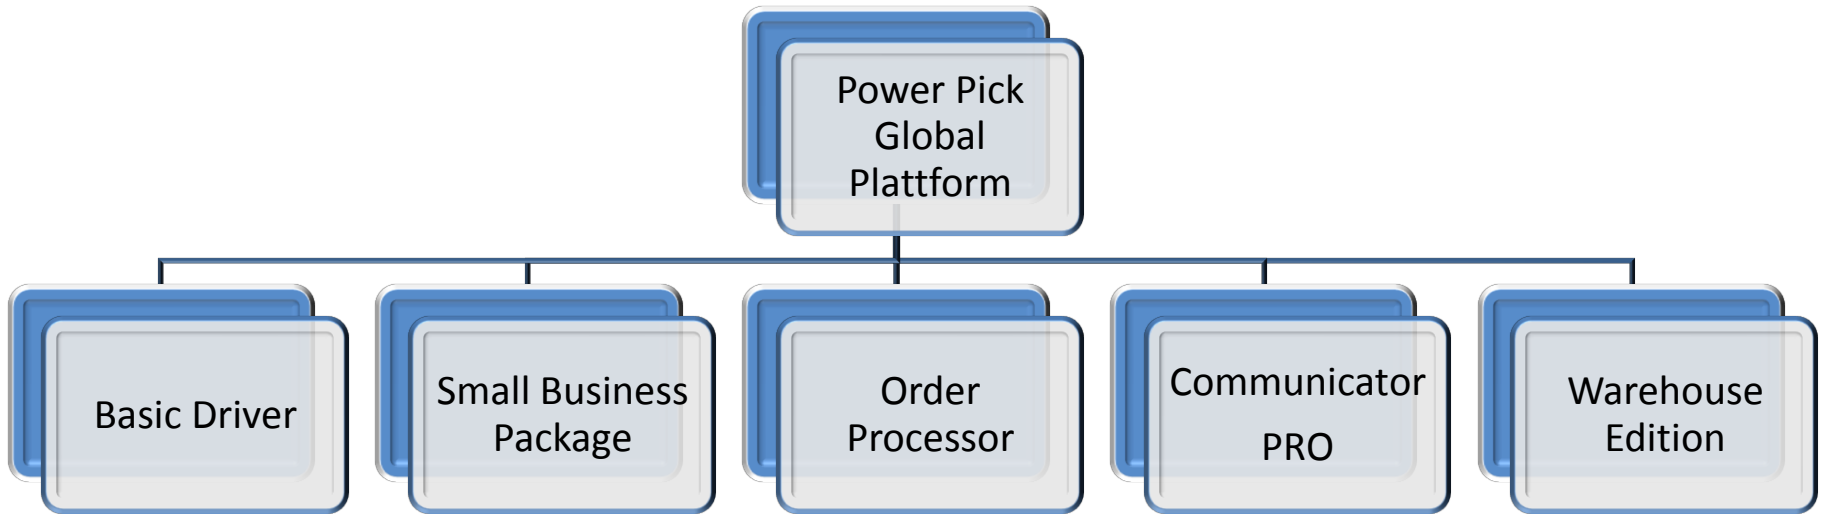 Power Pick
Global
Plattform
Basic Driver
Small Business
Package
Order
Processor
Communicator
PRO
Warehouse
Edition